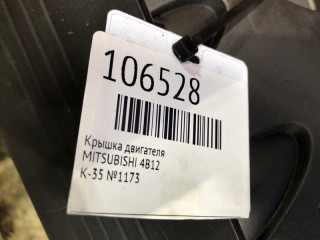 106528
Крышка двигателя
MITSUBISHI 4B12
К-35 №1173